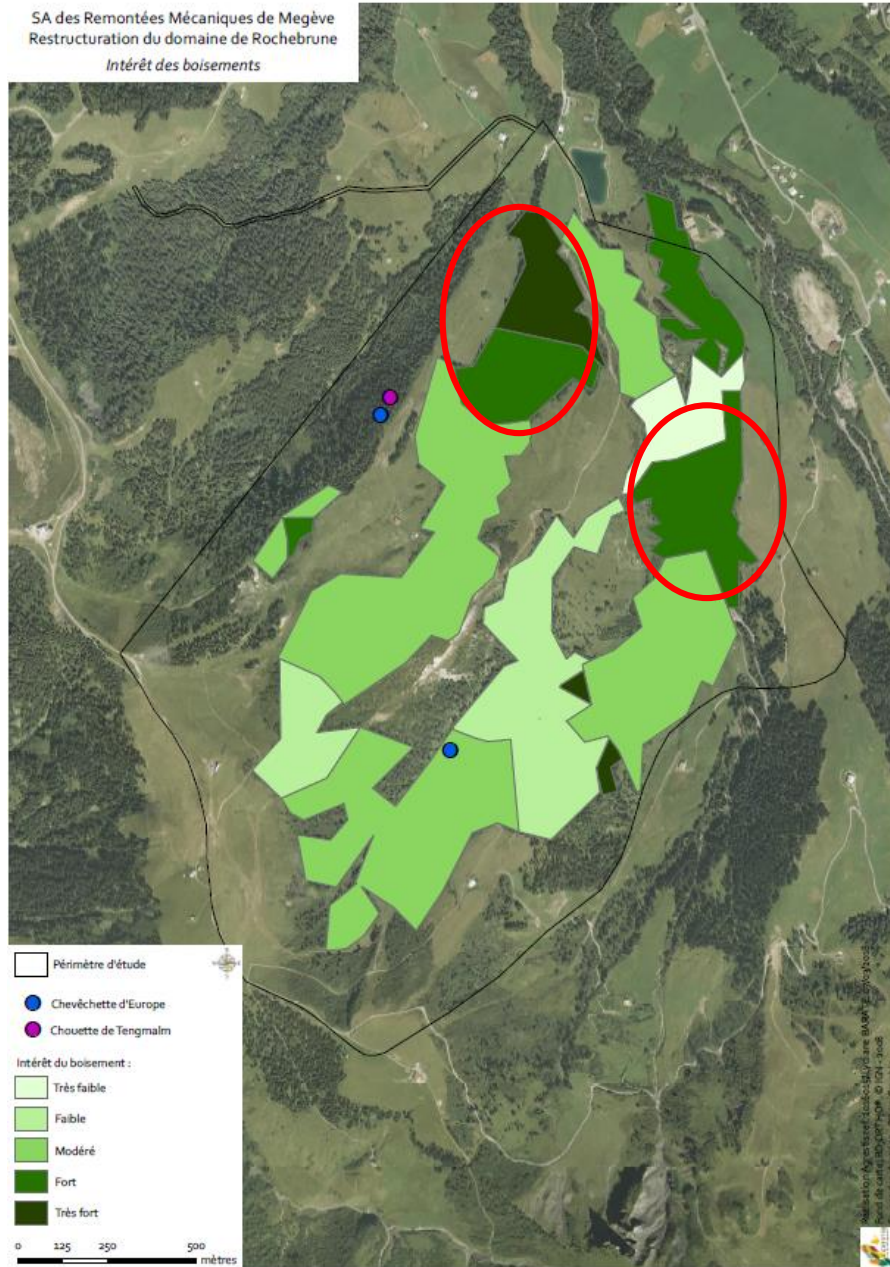 SA des Remontées Mécaniques de Megève
Restructuration du domaine de Rochebrune
Intérêt des boisements
Périmètre d'étude
Chevêchette d'Europe
Chouette de Tengmalm
Intérêt du boisement :
Très faible
Faible
Modéré
Fort
Très fort
0 125 250 500
mètres